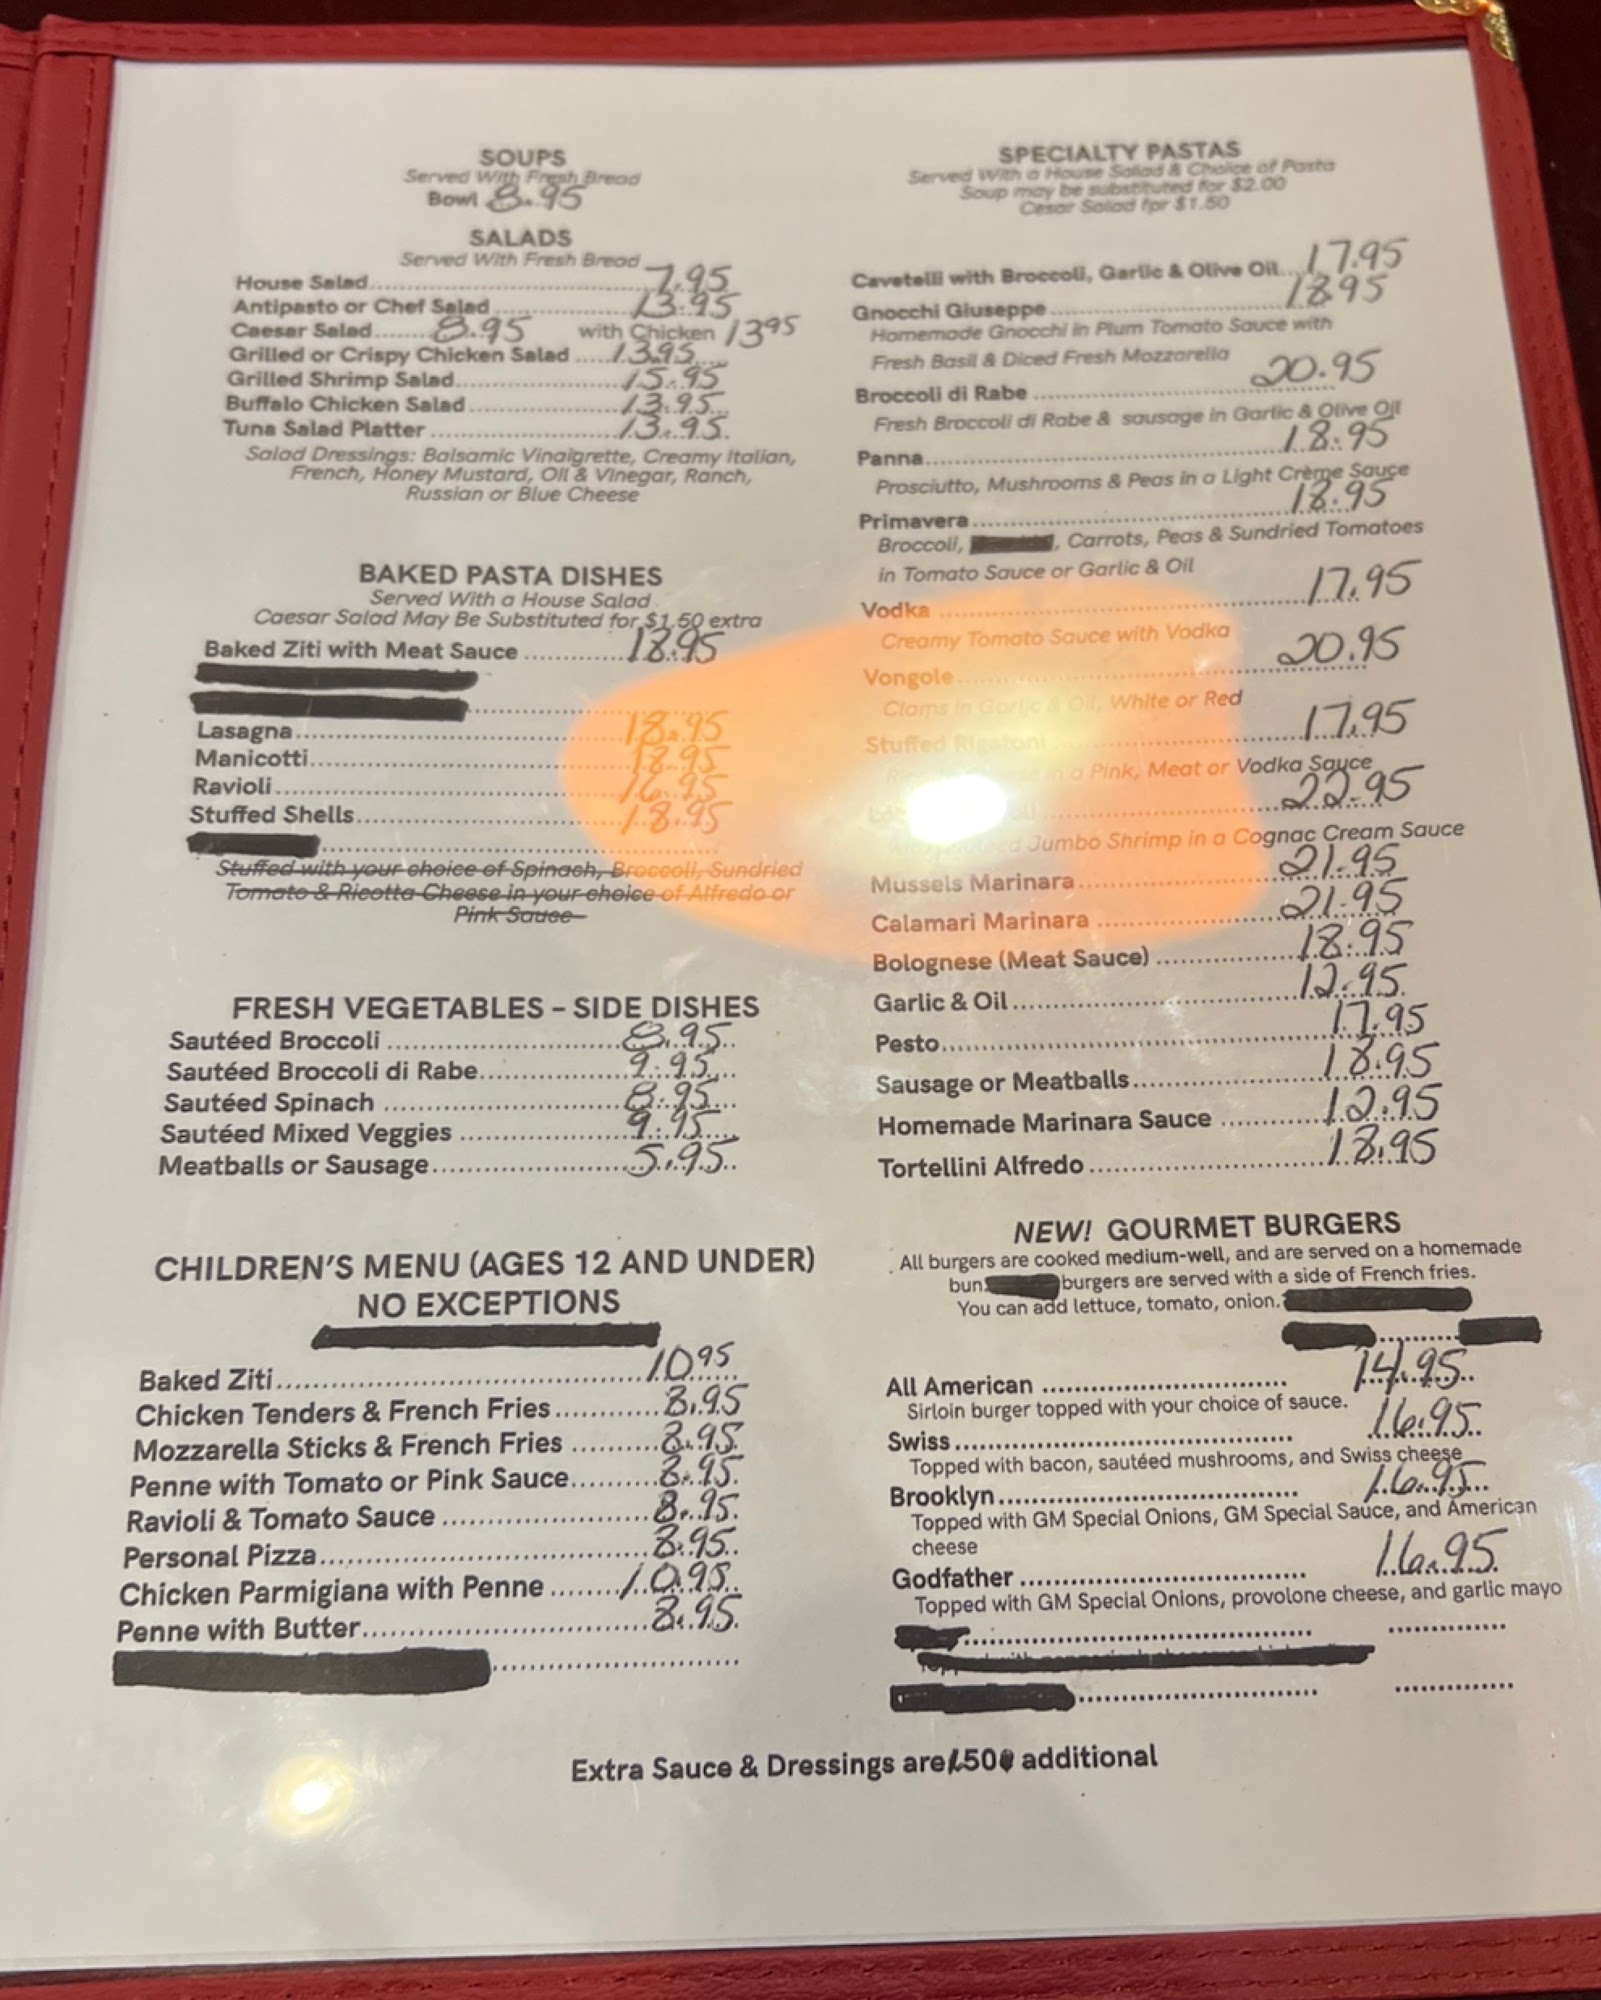 SOUPS
Served With Fresh Bread
Bowl 8.95
SALADS
Served With Fresh Bread
House Salad 7.95
Antipasto or Chef Salad 13.95
Caesar Salad 8.95 with Chicken 13.95
Grilled or Crispy Chicken Salad 13.95
Grilled Shrimp Salad 15.95
Buffalo Chicken Salad 13.95
Tuna Salad Platter 13.95
Salad Dressings: Balsamic Vinaigrette, Creamy Italian,
French, Honey Mustard, Oil & Vinegar, Ranch,
Russian or Blue Cheese
BAKED PASTA DISHES
Served With a House Salad
Caesar Salad May Be Substituted for $1.50 extra
Baked Ziti with Meat Sauce 18.95
Lasagna 18.95
Manicotti 18.95
Ravioli 16.95
Stuffed Shells 18.95
Stuffed with your choice of Spinach, Broccoli, Sundried
Tomato & Ricotta Cheese in your choice of Alfredo or
Pink Sauce
FRESH VEGETABLES – SIDE DISHES
Sautéed Broccoli 8.95
Sautéed Broccoli di Rabe 9.95
Sautéed Spinach 8.95
Sautéed Mixed Veggies 9.95
Meatballs or Sausage 5.95
CHILDREN'S MENU (AGES 12 AND UNDER)
NO EXCEPTIONS
Baked Ziti 10.95
Chicken Tenders & French Fries 8.95
Mozzarella Sticks & French Fries 8.95
Penne with Tomato or Pink Sauce 8.95
Ravioli & Tomato Sauce 8.95
Personal Pizza 8.95
Chicken Parmigiana with Penne 10.95
Penne with Butter 8.95
SPECIALTY PASTAS
Served With a House Salad & Choice of Pasta
Soup may be substituted for $2.00
Cesar Salad for $1.50
Cavetelli with Broccoli, Garlic & Olive Oil 17.95
Gnocchi Giuseppe 18.95
Homemade Gnocchi in Plum Tomato Sauce with
Fresh Basil & Diced Fresh Mozzarella
Broccoli di Rabe 20.95
Fresh Broccoli di Rabe & sausage in Garlic & Olive Oil
Panna 18.95
Prosciutto, Mushrooms & Peas in a Light Crème Sauce
Primavera 18.95
Broccoli, , Carrots, Peas & Sundried Tomatoes
in Tomato Sauce or Garlic & Oil
Vodka 17.95
Creamy Tomato Sauce with Vodka
Vongole 20.95
Clams in Garlic & Oil, White or Red
Stuffed Rigatoni 17.95
in a Pink, Meat or Vodka Sauce
22.95
Jumbo Shrimp in a Cognac Cream Sauce
Mussels Marinara 21.95
Calamari Marinara 21.95
Bolognese (Meat Sauce) 18.95
Garlic & Oil 12.95
Pesto 17.95
Sausage or Meatballs 18.95
Homemade Marinara Sauce 12.95
Tortellini Alfredo 18.95
NEW! GOURMET BURGERS
All burgers are cooked medium-well, and are served on a homemade
bun. burgers are served with a side of French fries.
You can add lettuce, tomato, onion.
All American 14.95
Sirloin burger topped with your choice of sauce.
Swiss 16.95
Topped with bacon, sautéed mushrooms, and Swiss cheese
Brooklyn 16.95
Topped with GM Special Onions, GM Special Sauce, and American
cheese
Godfather 16.95
Topped with GM Special Onions, provolone cheese, and garlic mayo
Extra Sauce & Dressings are 1.50 additional